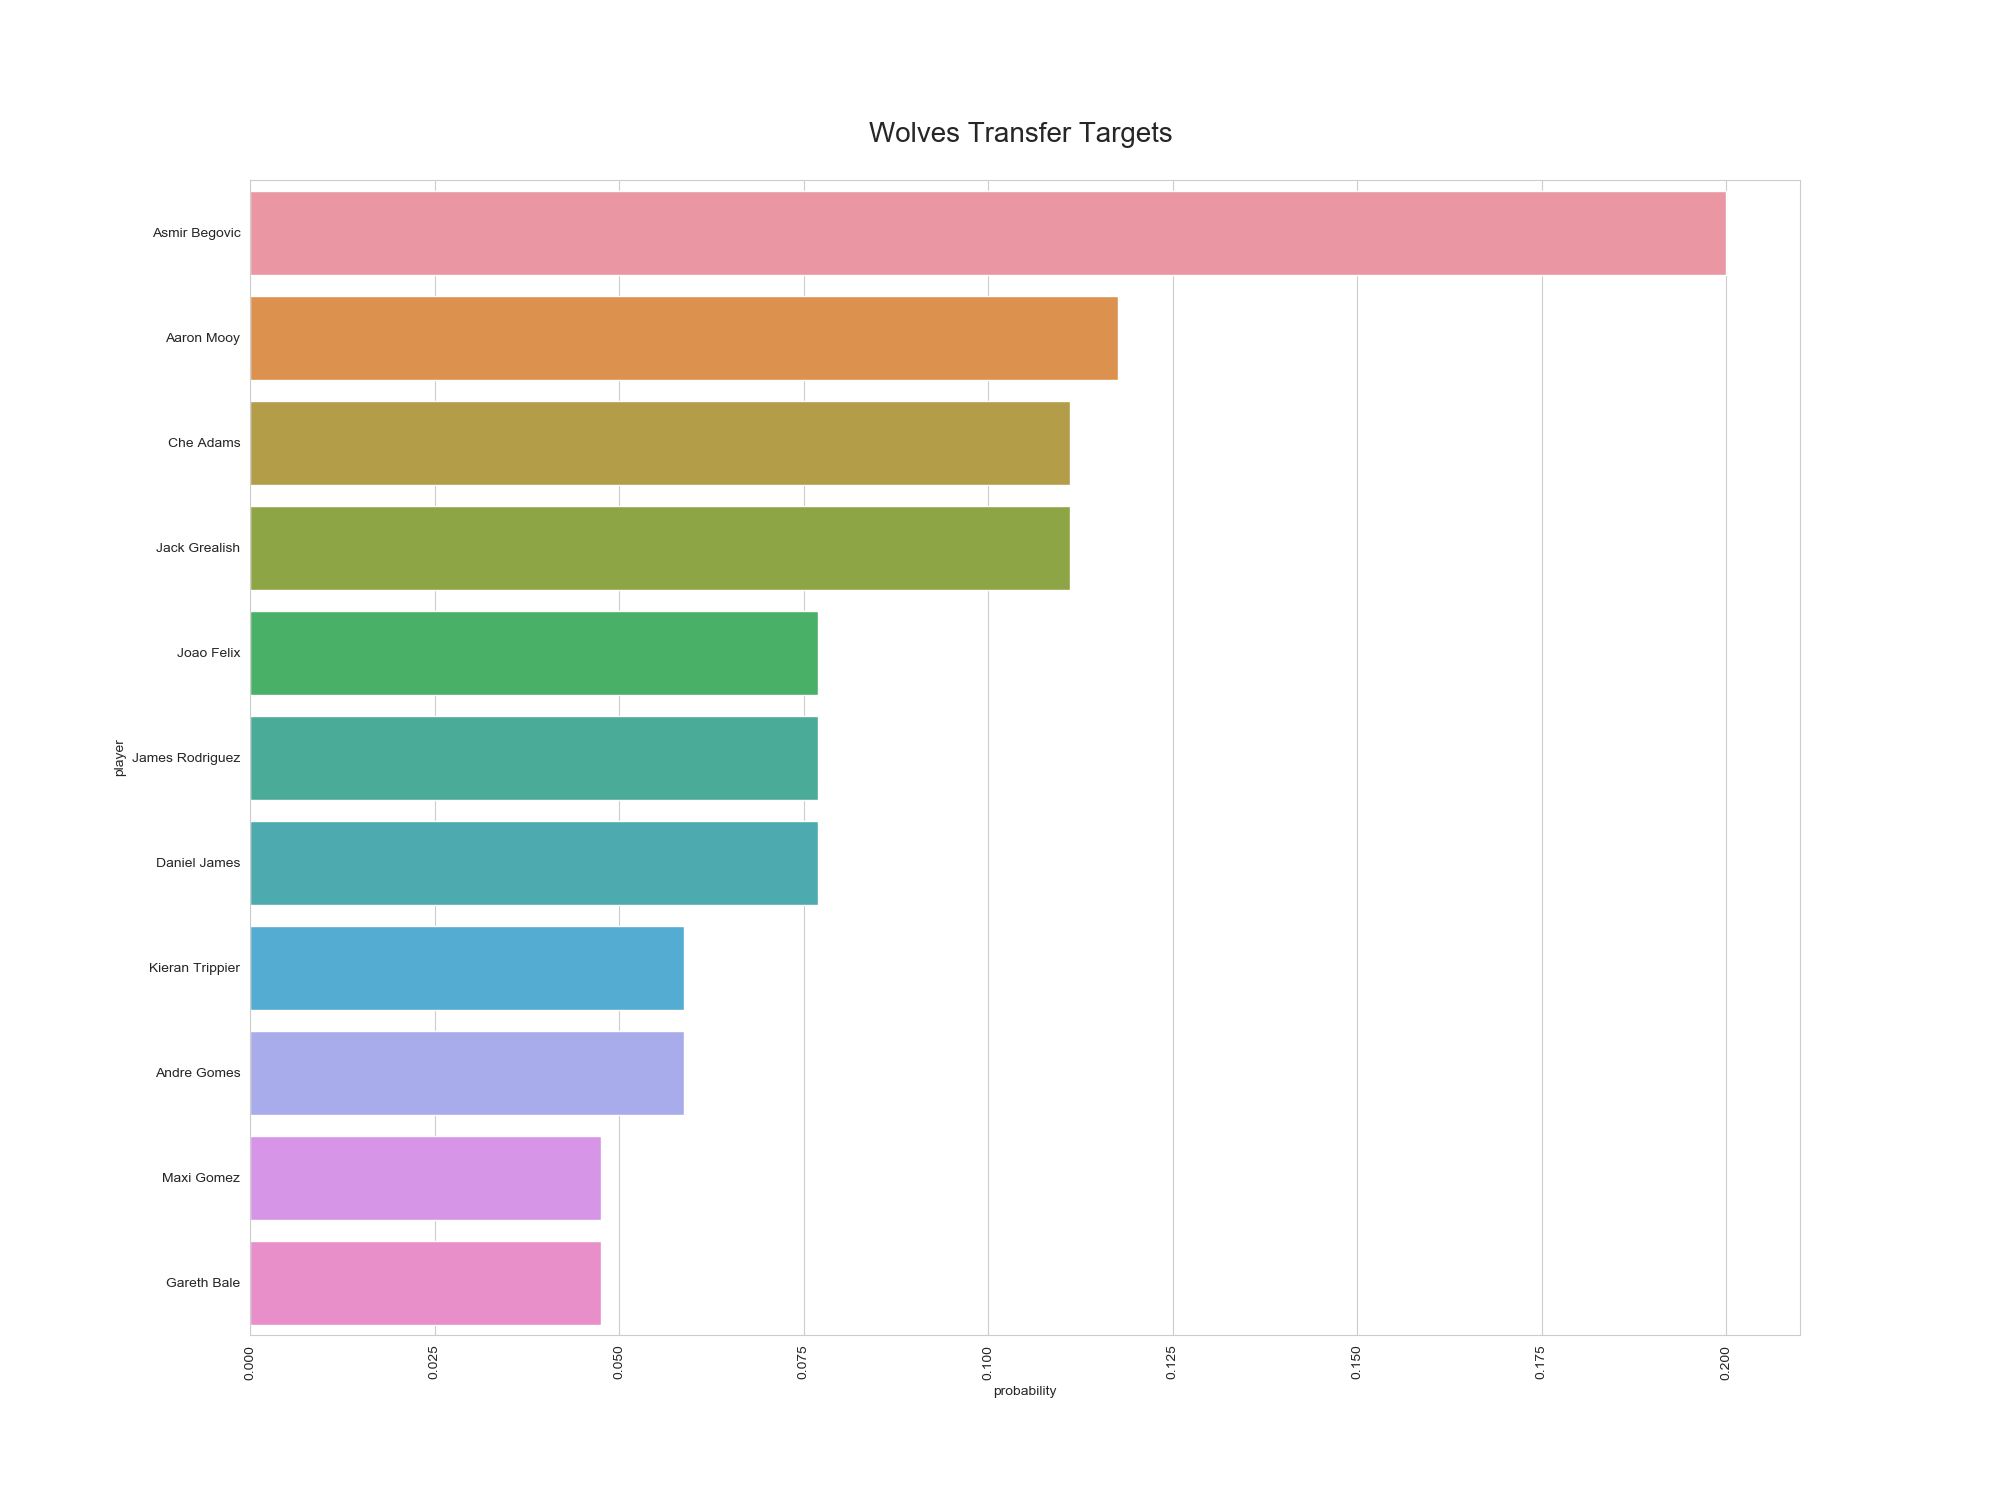 Wolves Transfer Targets
Asmir Begovic
Aaron Mooy
Che Adams
Jack Grealish
Joao Felix
player
James Rodriguez
Daniel James
Kieran Trippier
Andre Gomes
Maxi Gomez
Gareth Bale
0.000
0.025
0.050
0.075
0.100
0.125
0.150
0.175
0.200
probability